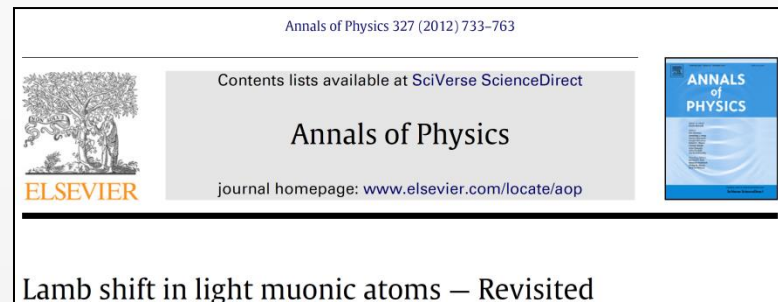 Annals of Physics 327 (2012) 733–763
Contents lists available at SciVerse ScienceDirect
Annals of Physics
journal homepage: www.elsevier.com/locate/aop
ELSEVIER
ANNALS
of
PHYSICS
Lamb shift in light muonic atoms — Revisited